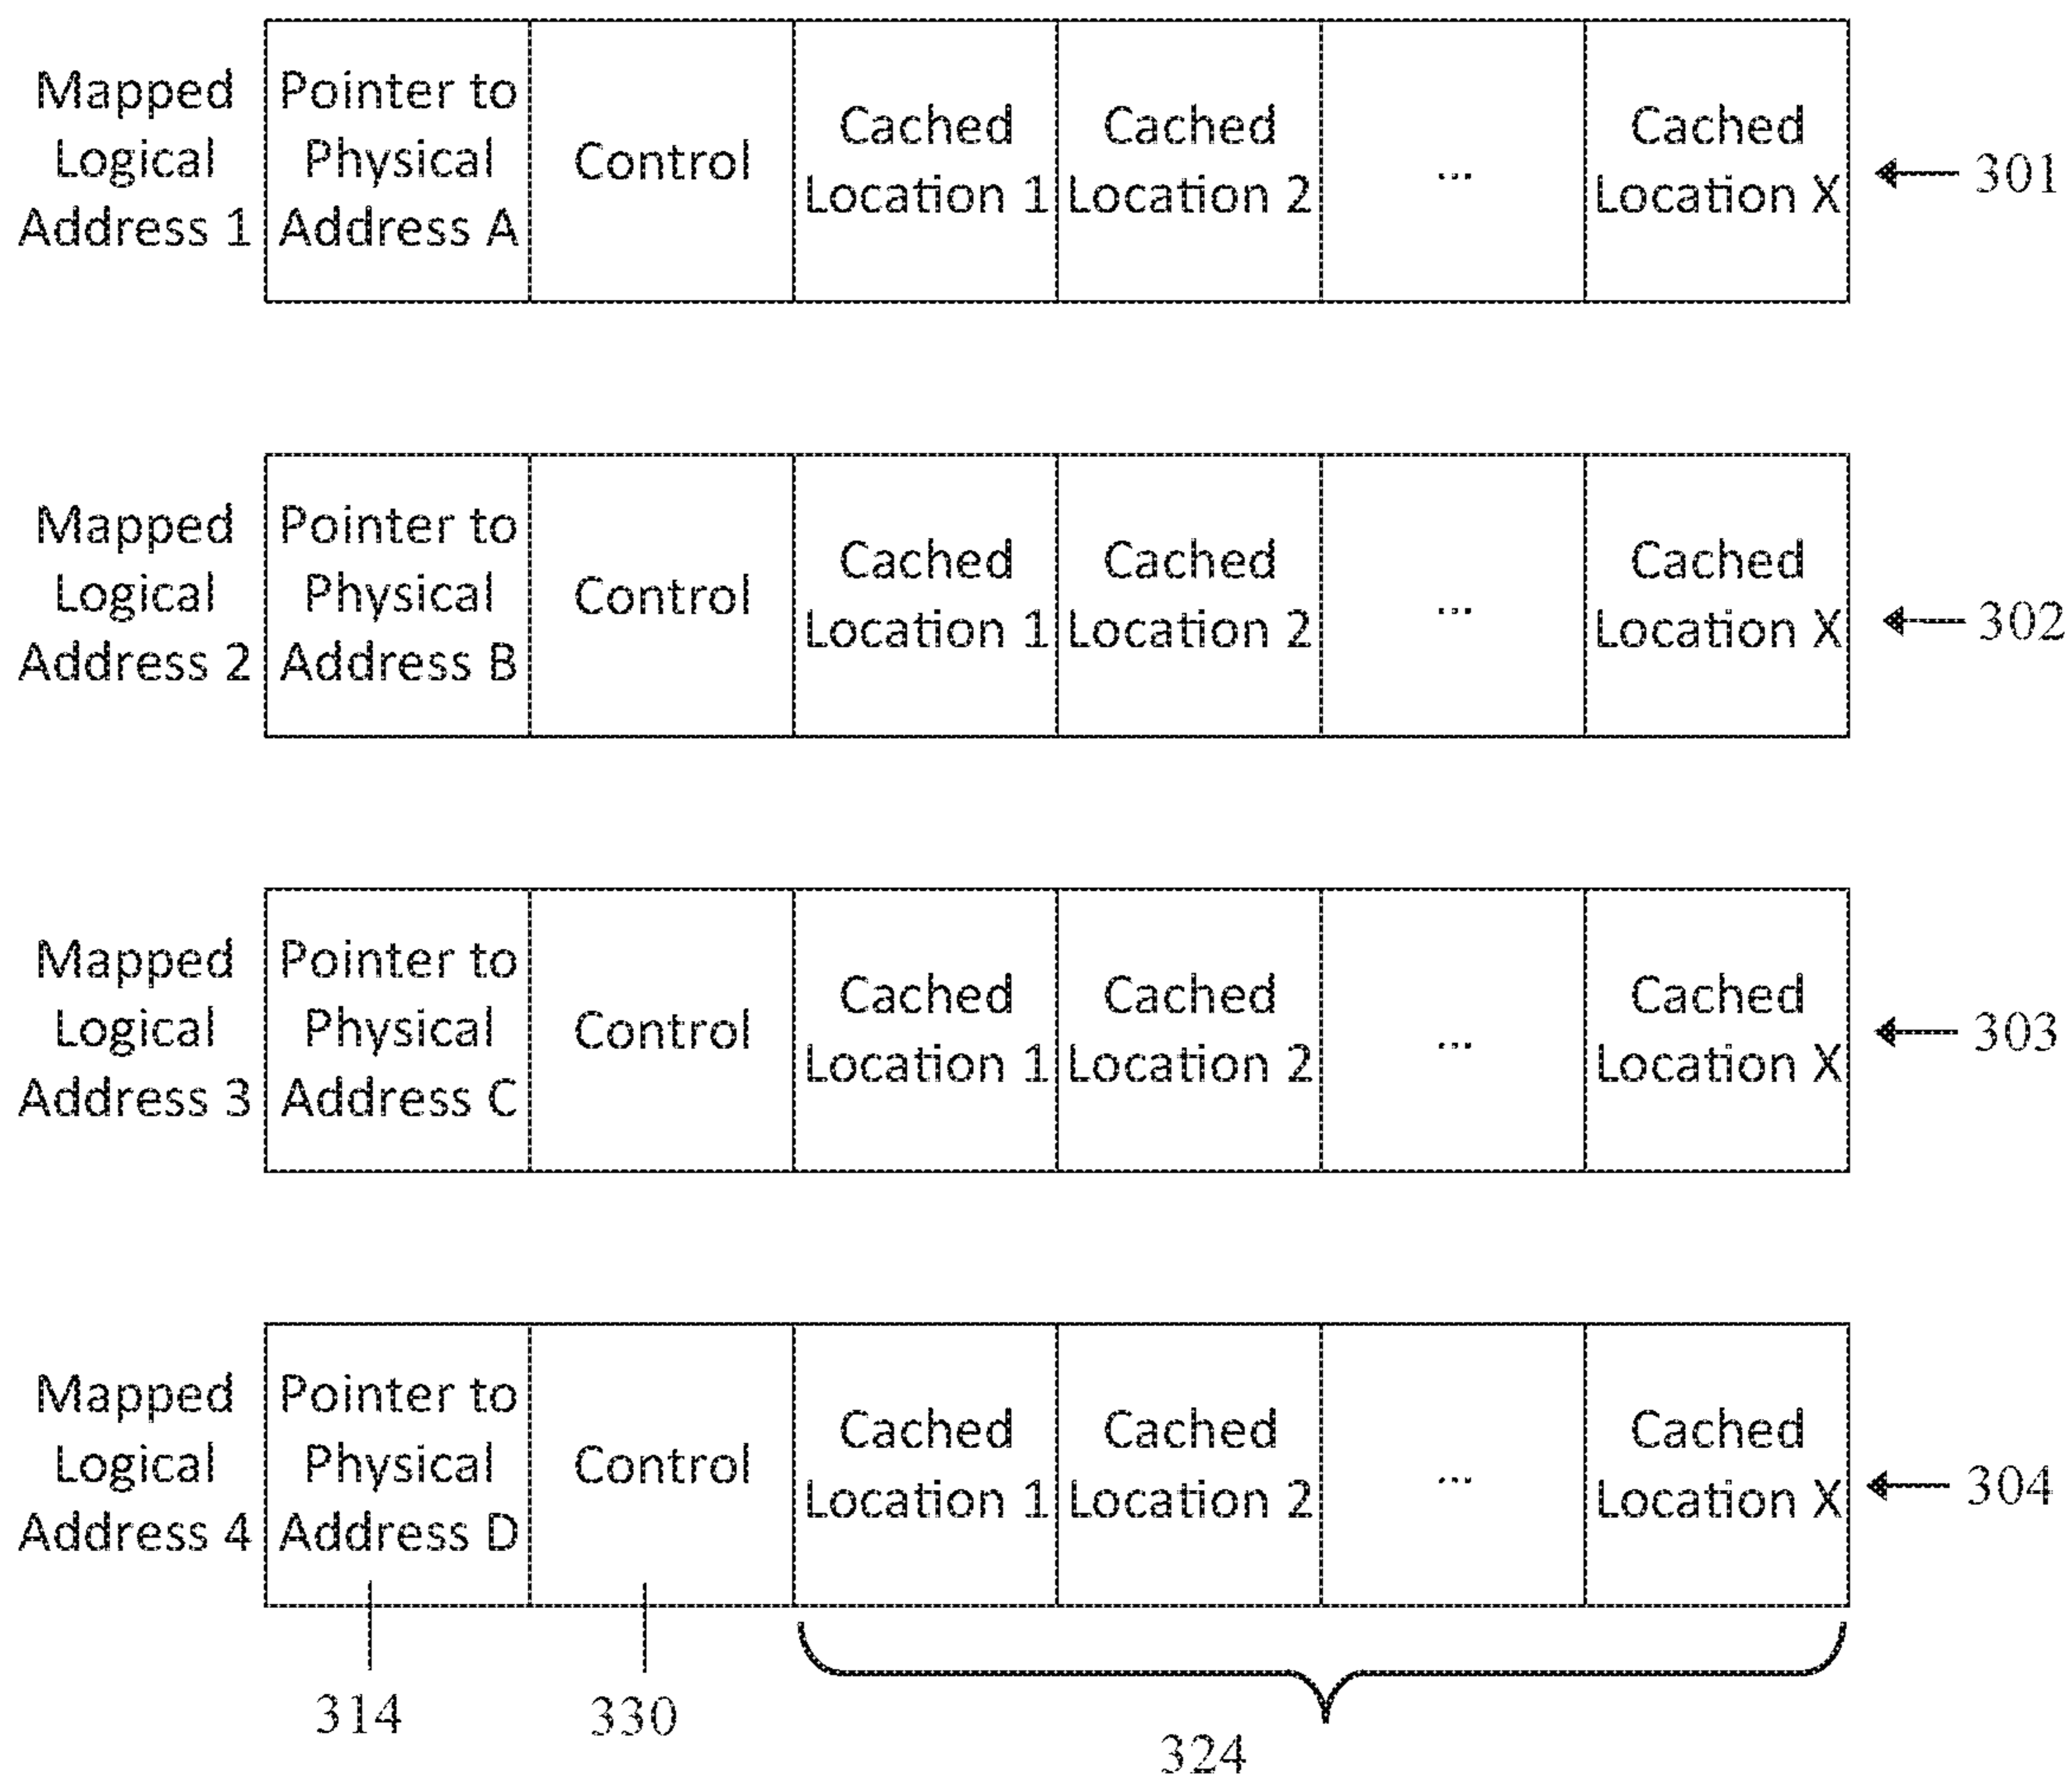 Mapped
Logical
Address 1
Pointer to
Physical
Address A
Control
Cached
Location 1
Cached
Location 2
...
Cached
Location X
301
Mapped
Logical
Address 2
Pointer to
Physical
Address B
Control
Cached
Location 1
Cached
Location 2
...
Cached
Location X
302
Mapped
Logical
Address 3
Pointer to
Physical
Address C
Control
Cached
Location 1
Cached
Location 2
...
Cached
Location X
303
Mapped
Logical
Address 4
Pointer to
Physical
Address D
Control
Cached
Location 1
Cached
Location 2
...
Cached
Location X
304
314
330
324